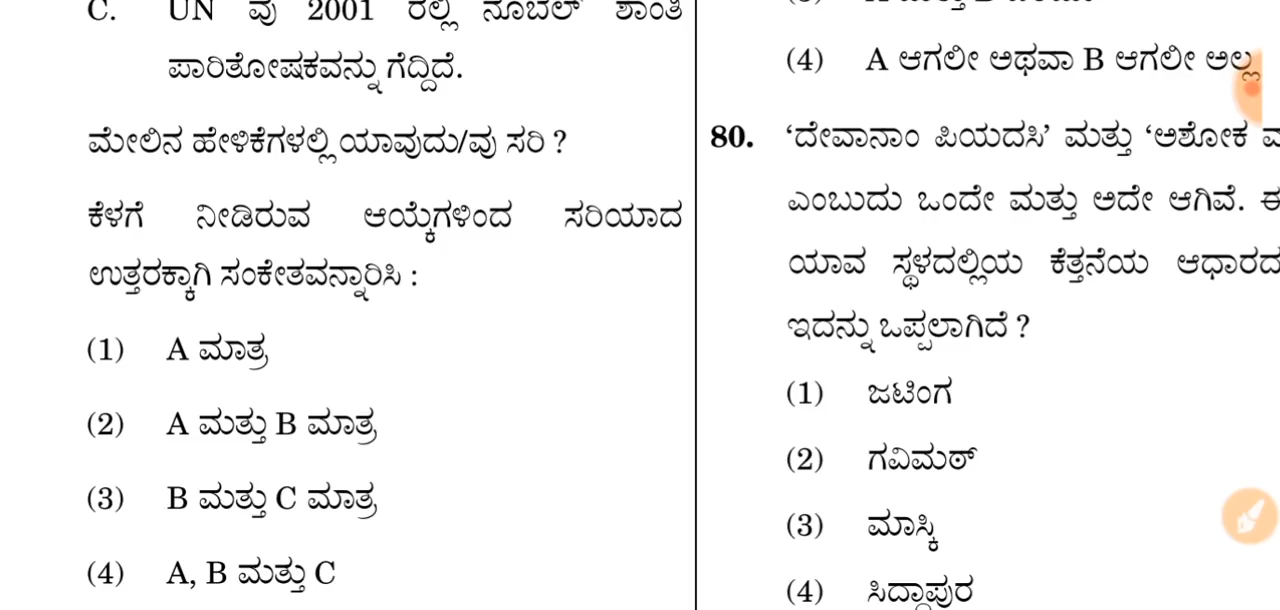 C. UN ವು 2001 ರಲ್ಲಿ ನೊಬೆಲ್ ಶಾಂತಿ
ಪಾರಿತೋಷಕವನ್ನು ಗೆದ್ದಿದೆ.
ಮೇಲಿನ ಹೇಳಿಕೆಗಳಲ್ಲಿ ಯಾವುದು/ವು ಸರಿ ?
ಕೆಳಗೆ ನೀಡಿರುವ ಆಯ್ಕೆಗಳಿಂದ ಸರಿಯಾದ
ಉತ್ತರಕ್ಕಾಗಿ ಸಂಕೇತವನ್ನಾರಿಸಿ :
(1) A ಮಾತ್ರ
(2) A ಮತ್ತು B ಮಾತ್ರ
(3) B ಮತ್ತು C ಮಾತ್ರ
(4) A, B ಮತ್ತು C
(4) A ಆಗಲೀ ಅಥವಾ B ಆಗಲೀ ಅಲ್ಲ
80. ‘ದೇವಾನಾಂ ಪಿಯದಸಿ’ ಮತ್ತು ‘ಅಶೋಕ
ಎಂಬುದು ಒಂದೇ ಮತ್ತು ಅದೇ ಆಗಿವೆ.
ಯಾವ ಸ್ಥಳದಲ್ಲಿಯ ಕೆತ್ತನೆಯ ಆಧಾರದ
ಇದನ್ನು ಒಪ್ಪಲಾಗಿದೆ ?
(1) ಜಟಿಂಗ
(2) ಗವಿಮಠ್
(3) ಮಾಸ್ಕಿ
(4) ಸಿದ್ದಾಪುರ